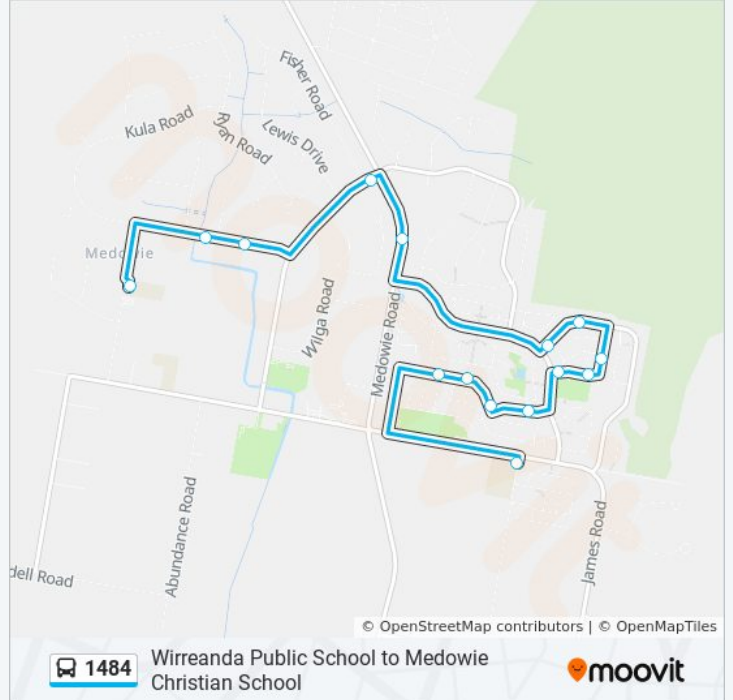 Fisher Road
Kula Road
Ryan Road
Lewis Drive
Medowie
Wilga Road
Medowie Road
Abundance Road
dell Road
James Road
© OpenStreetMap contributors | © OpenMapTiles
1484
Wirreanda Public School to Medowie
Christian School
moovit